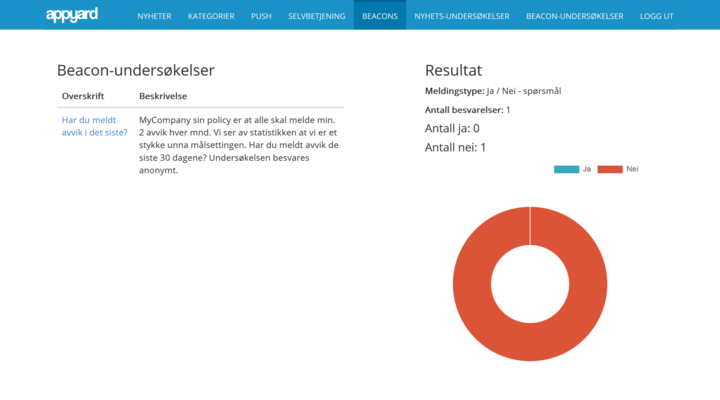 appyard
NYHETER
KATEGORIER
PUSH
SELVBETJENING
BEACONS
NYHETS-UNDERSØKELSER
BEACON-UNDERSØKELSER
LOGG UT
Beacon-undersøkelser
Overskrift
Beskrivelse
Har du meldt
avvik i det siste?
MyCompany sin policy er at alle skal melde min.
2 avvik hver mnd. Vi ser av statistikken at vi er et
stykke unna målsettingen. Har du meldt avvik de
siste 30 dagene? Undersøkelsen besvares
anonymt.
Resultat
Meldingstype: Ja / Nei - spørsmål
Antall besvarelser: 1
Antall ja: 0
Antall nei: 1
Ja
Nei